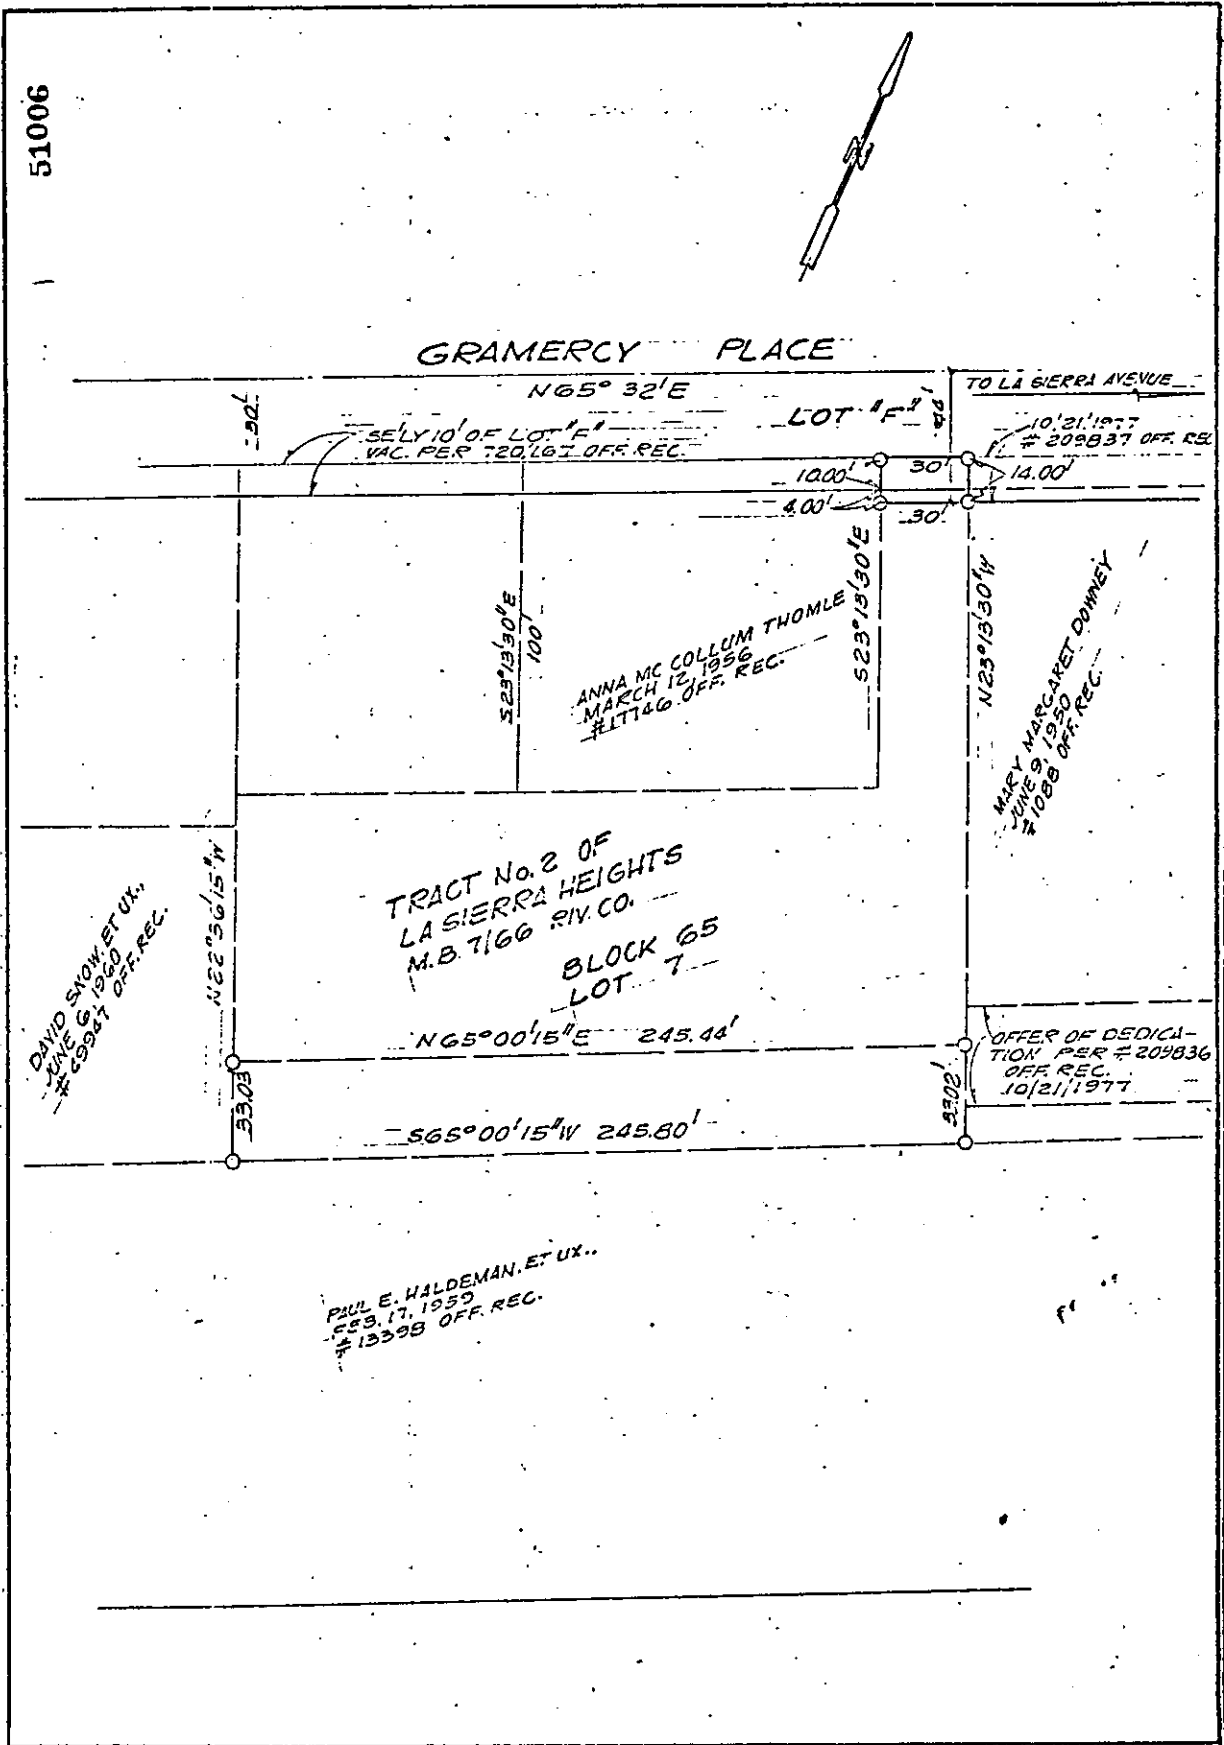 51006
GRAMERCY PLACE
N65° 32'E
TO LA SIERRA AVENUE
30'
LOT "F"
SE'LY 10' OF LOT "F"
VAC. PER OFF. REC.
10/21/1977
# 209837 OFF. REC
10.00'
30'
14.00'
4.00'
30'
S23°13'30"E
100'
ANNA MC COLLUM THOMLE
MARCH 12, 1956
#17746 OFF. REC.
S23°13'30"E
N23°13'30"W
MARY MARGARET DOWNEY
JUNE 9, 1950
#1088 OFF. REC.
TRACT No. 2 OF
LA SIERRA HEIGHTS
M.B. 7/66 RIV. CO.
BLOCK 65
LOT 7
N22°56'15"W
DAVID SNOW, ET UX.,
JUNE 6, 1960
# 49947 OFF. REC.
N65°00'15"E 245.44'
33.03'
33.02'
OFFER OF DEDICA-
TION PER # 209836
OFF. REC.
10/21/1977
S65°00'15"W 245.80'
PAUL E. HALDEMAN, ET UX..
FEB. 17, 1959
# 13398 OFF. REC.